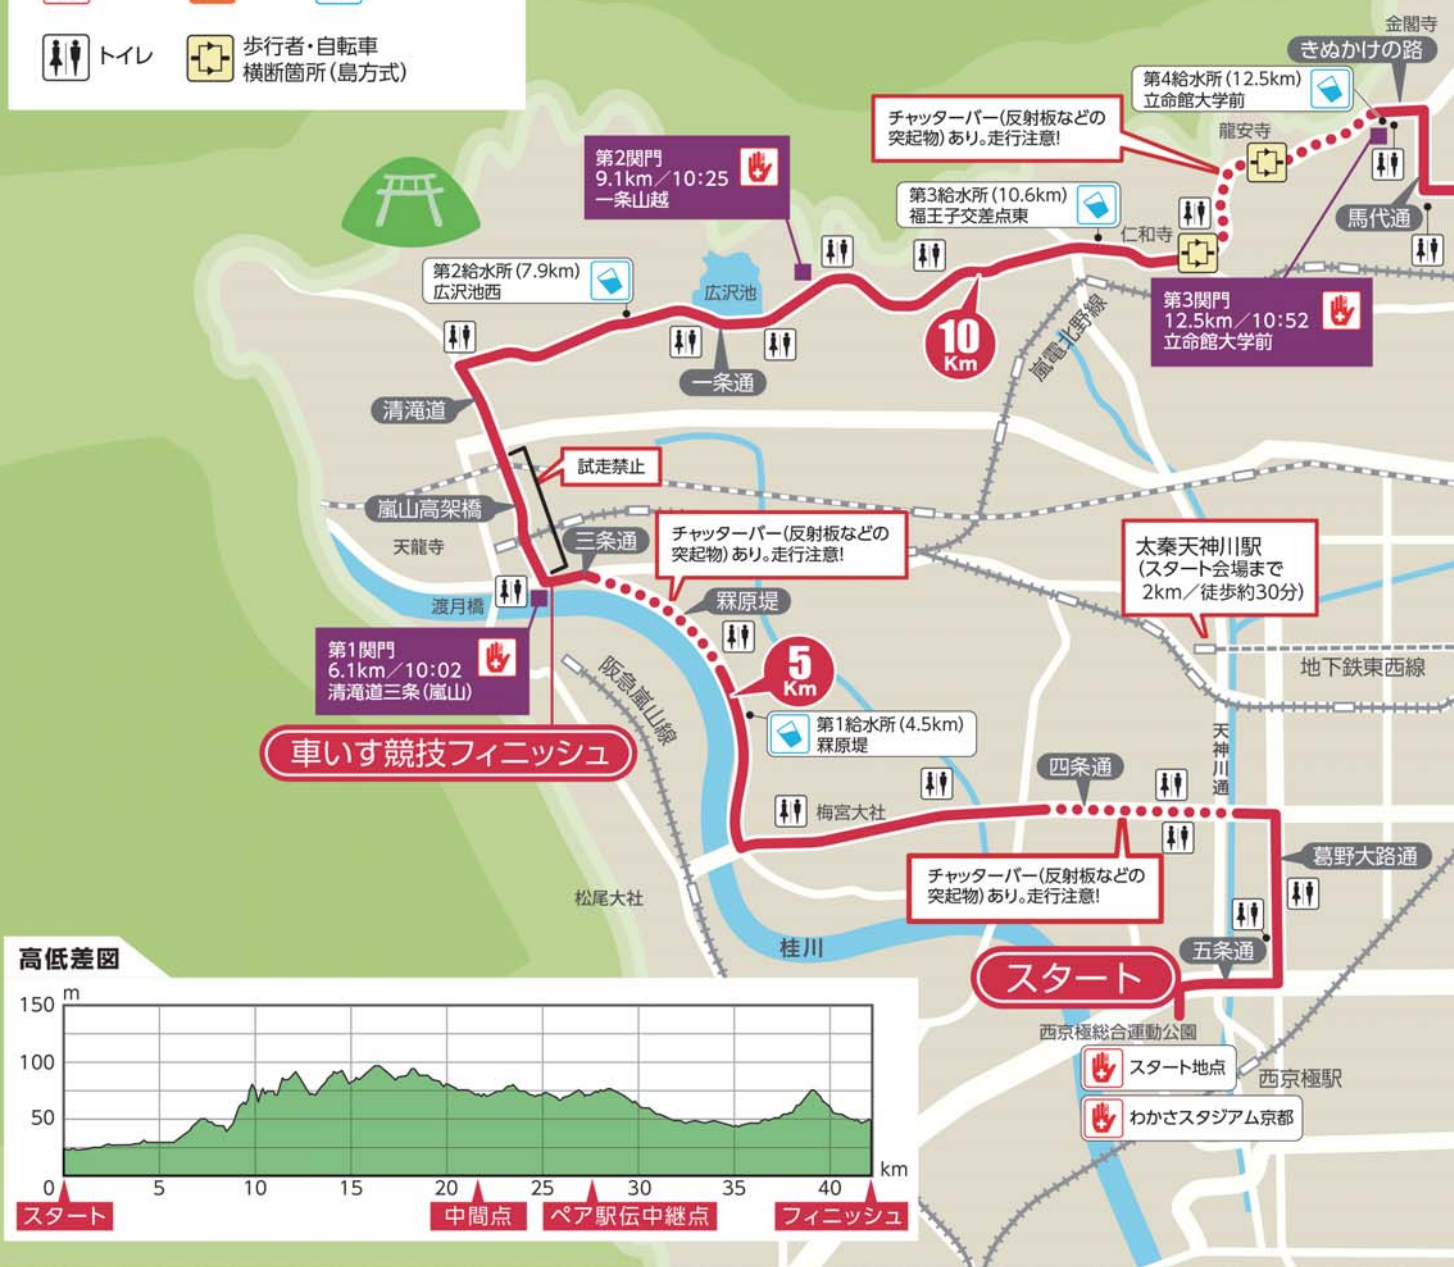 トイレ
歩行者・自転車
横断箇所(島方式)
金閣寺
きぬかけの路
第4給水所(12.5km)
立命館大学前
チャッターバー(反射板などの
突起物)あり。走行注意!
龍安寺
第2関門
9.1km/10:25
一条山越
第3給水所(10.6km)
福王子交差点東
仁和寺
馬代通
第2給水所(7.9km)
広沢池西
広沢池
第3関門
12.5km/10:52
立命館大学前
10
Km
嵐電北野線
一条通
清滝道
試走禁止
嵐山高架橋
天龍寺
三条通
チャッターバー(反射板などの
突起物)あり。走行注意!
太秦天神川駅
(スタート会場まで
2km/徒歩約30分)
渡月橋
罧原堤
第1関門
6.1km/10:02
清滝道三条(嵐山)
5
Km
地下鉄東西線
阪急嵐山線
第1給水所(4.5km)
罧原堤
車いす競技フィニッシュ
天神川通
四条通
梅宮大社
葛野大路通
チャッターバー(反射板などの
突起物)あり。走行注意!
松尾大社
桂川
五条通
スタート
西京極総合運動公園
スタート地点
西京極駅
わかさスタジアム京都
高低差図
m
150
100
50
km
0 5 10 15 20 25 30 35 40
スタート 中間点 ペア駅伝中継点 フィニッシュ